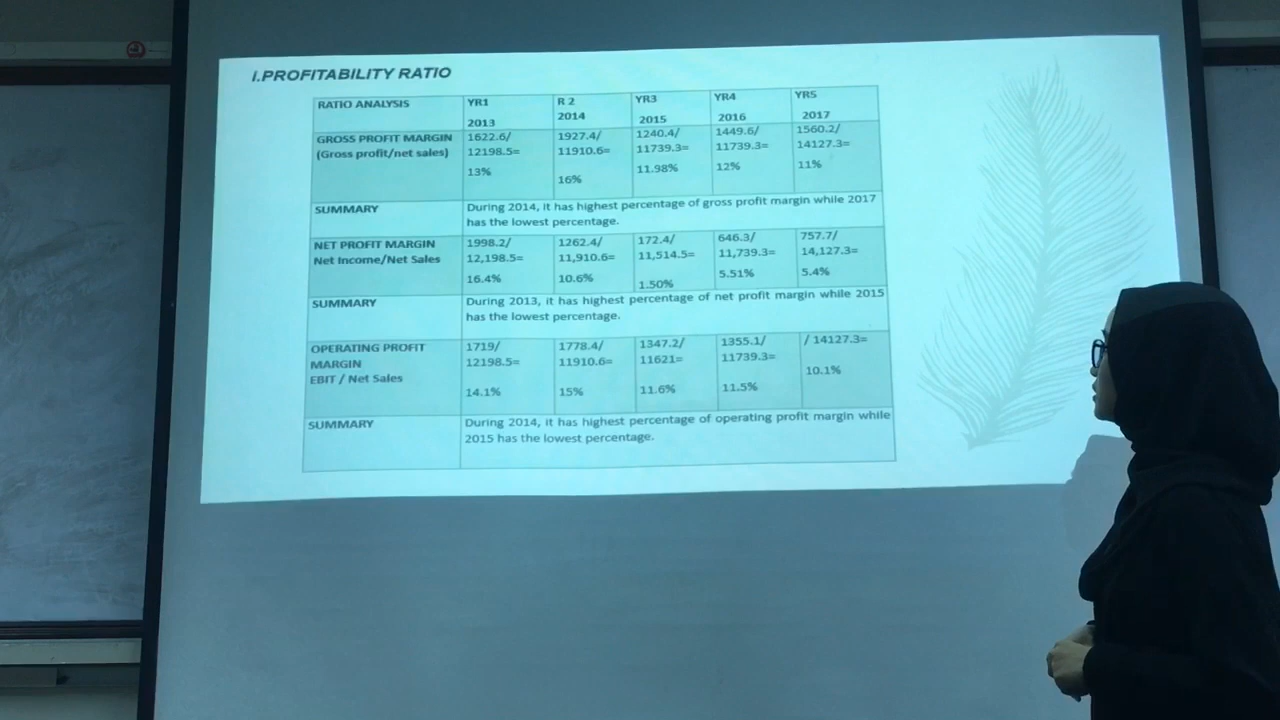 I.PROFITABILITY RATIO
RATIO ANALYSIS YR1 R 2 YR3 YR4 YR5
2013 2014 2015 2016 2017
GROSS PROFIT MARGIN 1622.6/ 1927.4/ 1240.4/ 1449.6/ 1560.2/
(Gross profit/net sales) 12198.5= 11910.6= 11739.3= 11739.3= 14127.3=
13% 16% 11.98% 12% 11%
SUMMARY During 2014, it has highest percentage of gross profit margin while 2017
has the lowest percentage.
NET PROFIT MARGIN 1998.2/ 1262.4/ 172.4/ 646.3/ 757.7/
Net Income/Net Sales 12,198.5= 11,910.6= 11,514.5= 11,739.3= 14,127.3=
16.4% 10.6% 1.50% 5.51% 5.4%
SUMMARY During 2013, it has highest percentage of net profit margin while 2015
has the lowest percentage.
OPERATING PROFIT 1719/ 1778.4/ 1347.2/ 1355.1/ / 14127.3=
MARGIN 12198.5= 11910.6= 11621= 11739.3=
EBIT / Net Sales 14.1% 15% 11.6% 11.5% 10.1%
SUMMARY During 2014, it has highest percentage of operating profit margin while
2015 has the lowest percentage.